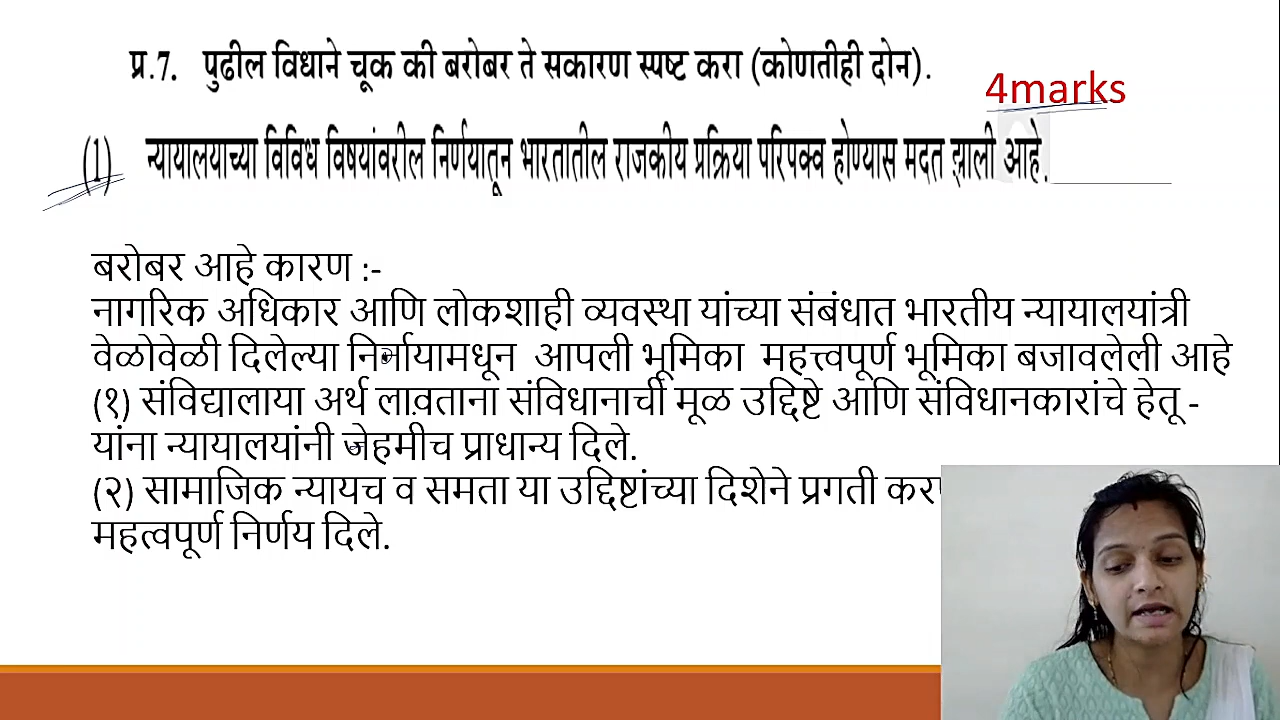 प्र.7. पुढील विधाने चूक की बरोबर ते सकारण स्पष्ट करा (कोणतीही दोन).
4marks
(1) न्यायालयाच्या विविध विषयांवरील निर्णयातून भारतातील राजकीय प्रक्रिया परिपक्व होण्यास मदत झाली आहे.
बरोबर आहे कारण :-
नागरिक अधिकार आणि लोकशाही व्यवस्था यांच्या संबंधात भारतीय न्यायालयांत्री
वेळोवेळी दिलेल्या निर्मायामधून आपली भूमिका महत्त्वपूर्ण भूमिका बजावलेली आहे
(१) संविद्यालाया अर्थ लावताना संविधानाची मूळ उद्दिष्टे आणि संविधानकारांचे हेतू -
यांना न्यायालयांनी जेहमीच प्राधान्य दिले.
(२) सामाजिक न्यायच व समता या उद्दिष्टांच्या दिशेने प्रगती
महत्वपूर्ण निर्णय दिले.